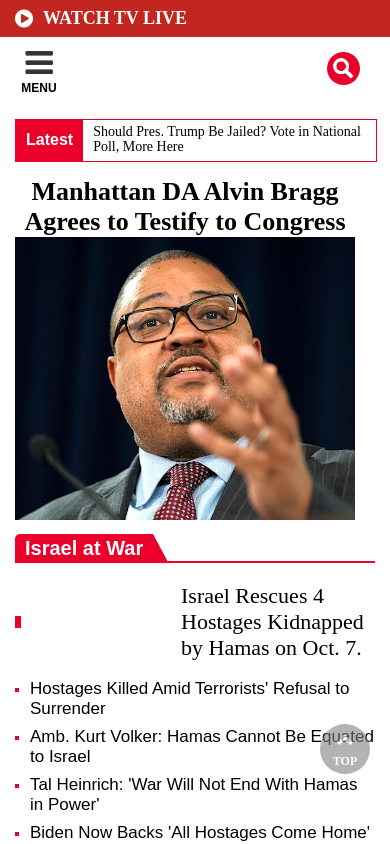 WATCH TV LIVE
MENU
Latest
Should Pres. Trump Be Jailed? Vote in National
Poll, More Here
Manhattan DA Alvin Bragg
Agrees to Testify to Congress
Israel at War
Israel Rescues 4
Hostages Kidnapped
by Hamas on Oct. 7.
Hostages Killed Amid Terrorists' Refusal to
Surrender
Amb. Kurt Volker: Hamas Cannot Be Equated
to Israel
TOP
Tal Heinrich: 'War Will Not End With Hamas
in Power'
Biden Now Backs 'All Hostages Come Home'